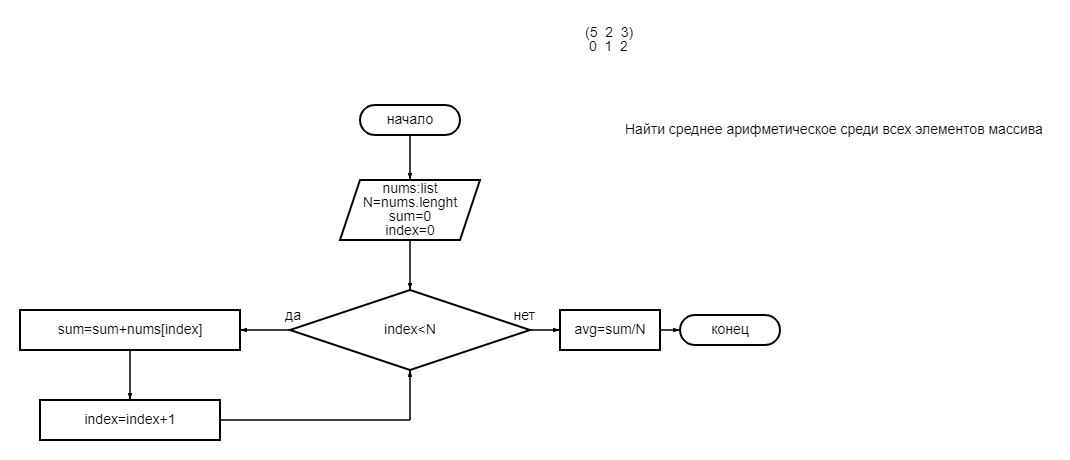 (5 2 3)
0 1 2
начало
Найти среднее арифметическое среди всех элементов массива
nums:list
N=nums.lenght
sum=0
index=0
да
нет
sum=sum+nums[index]
index<N
avg=sum/N
конец
index=index+1